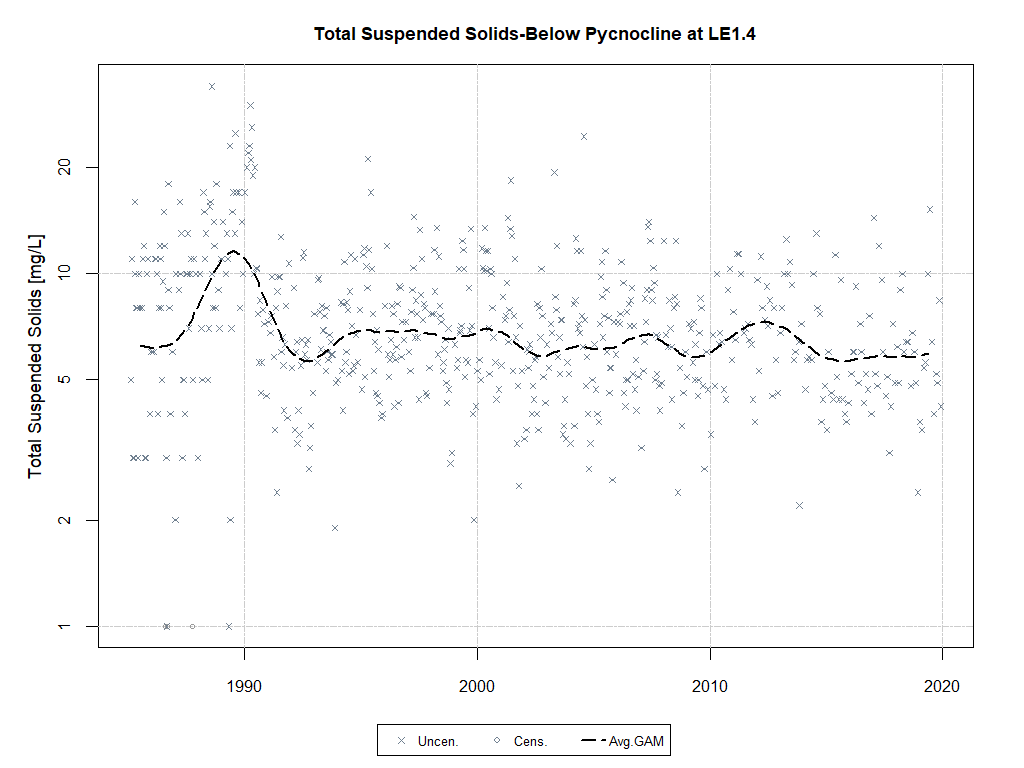 Total Suspended Solids-Below Pycnocline at LE1.4
Total Suspended Solids [mg/L]
20
10
5
2
1
1990
2000
2010
2020
Uncen.
Cens.
Avg.GAM